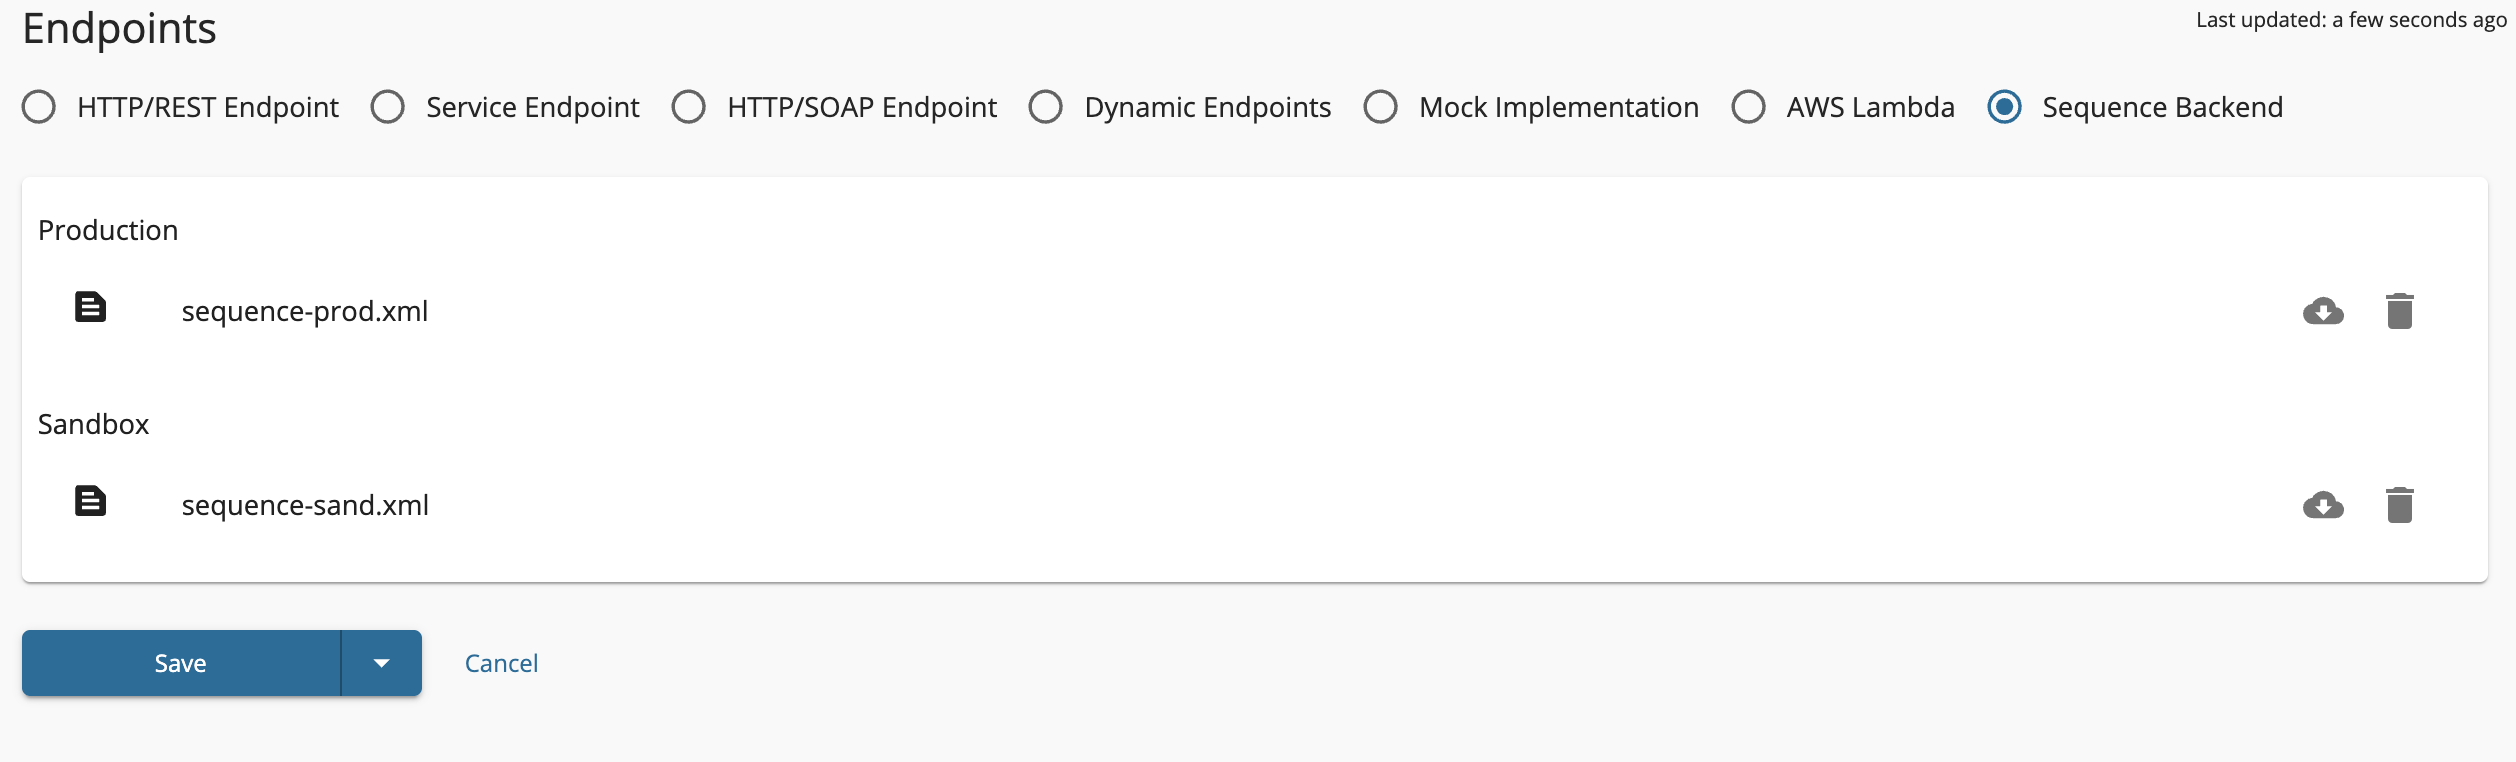 Endpoints
Last updated: a few seconds ago
HTTP/REST Endpoint Service Endpoint HTTP/SOAP Endpoint Dynamic Endpoints Mock Implementation AWS Lambda Sequence Backend
Production
sequence-prod.xml
Sandbox
sequence-sand.xml
Save Cancel